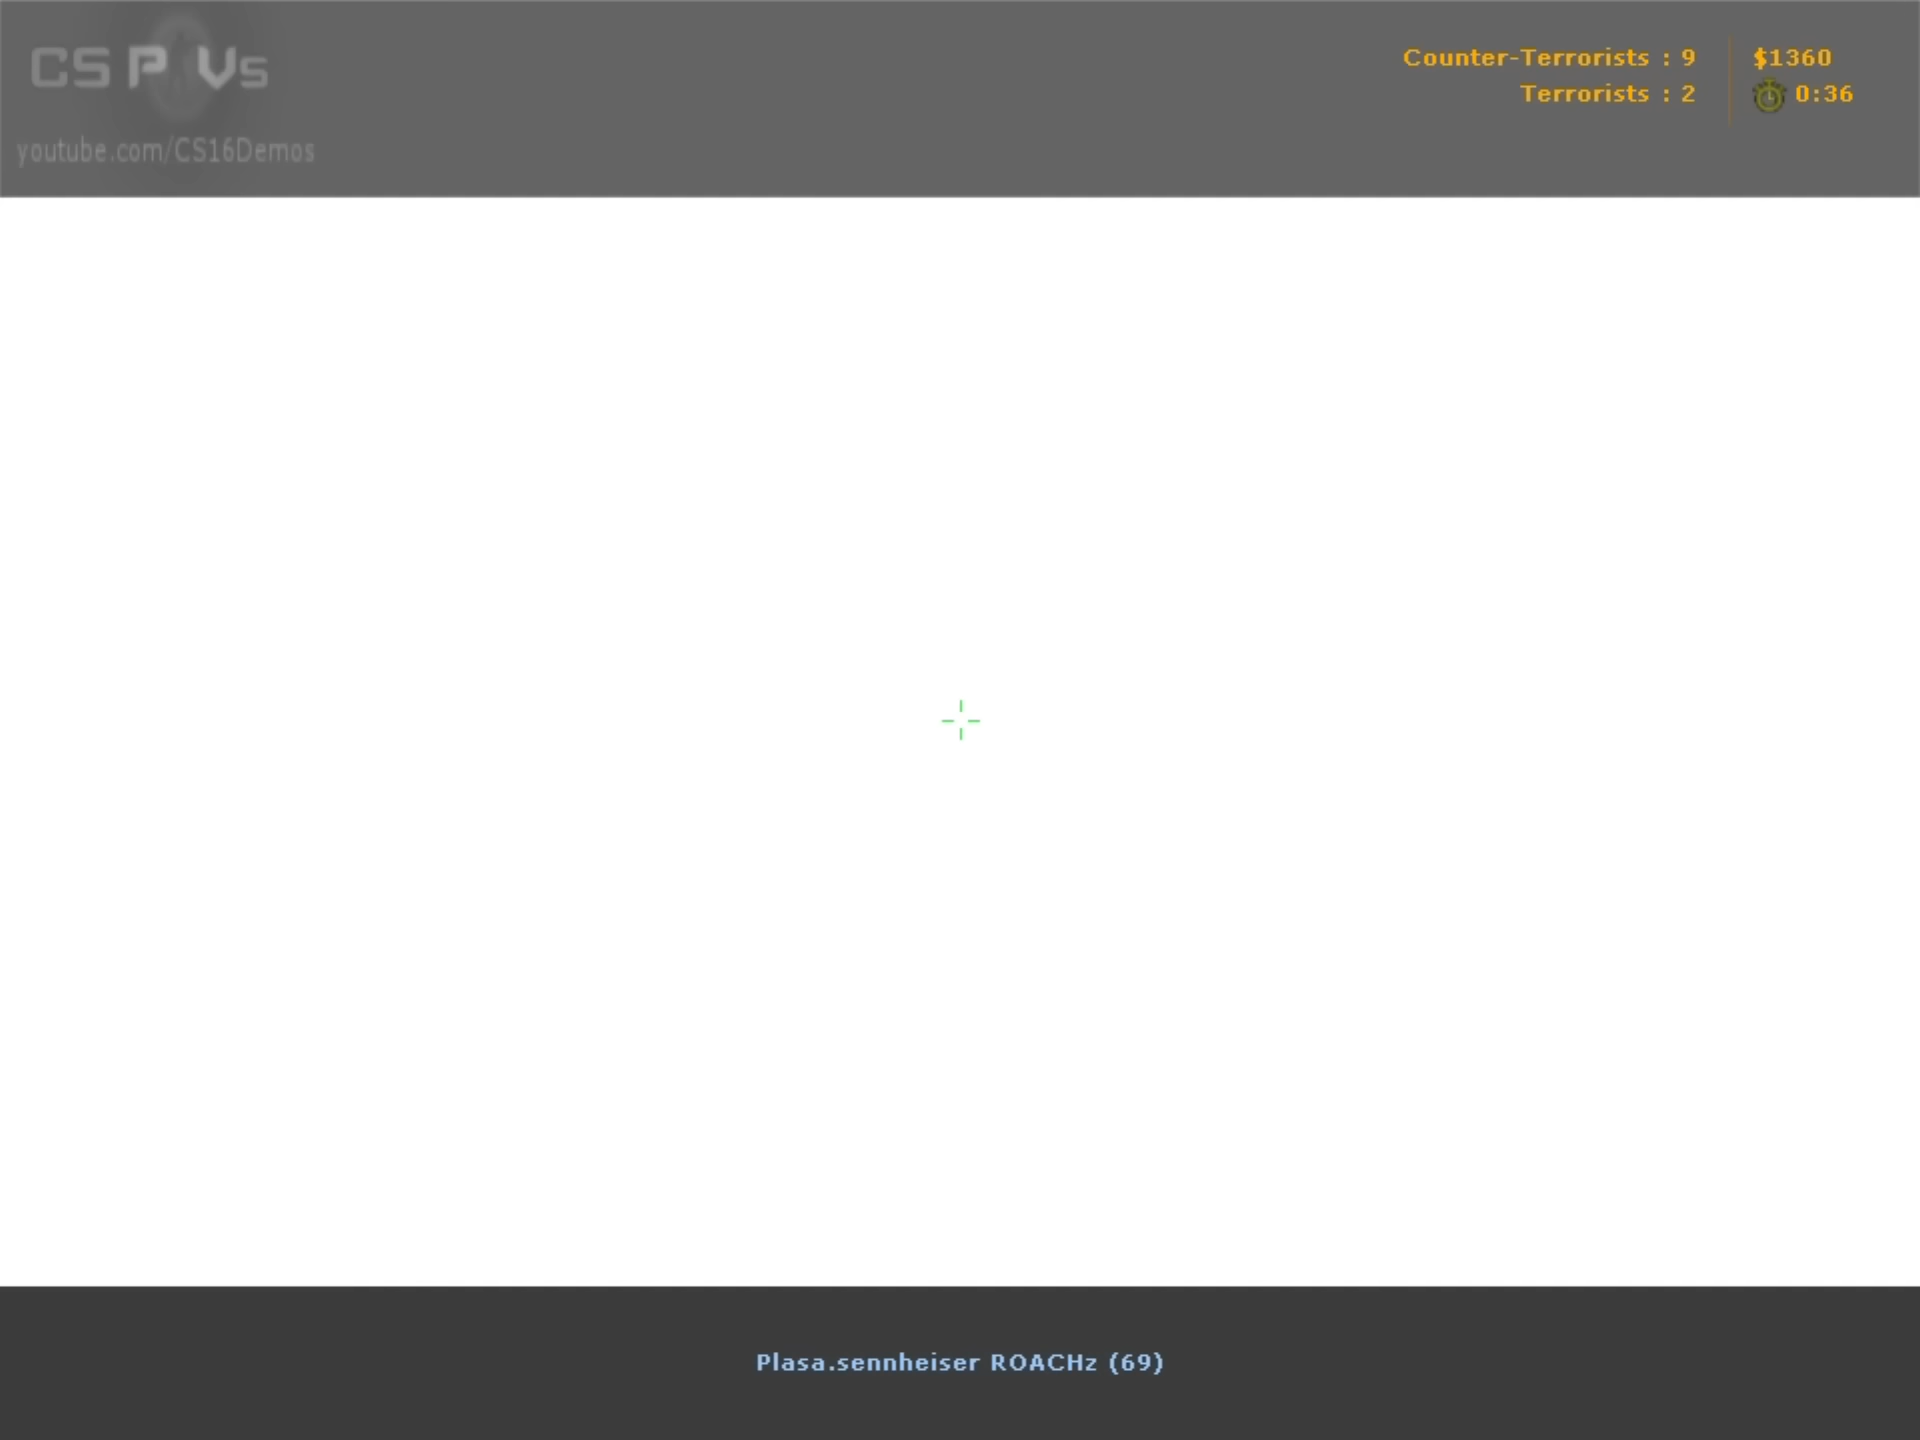 CS P Vs
youtube.com/CS16Demos
Counter-Terrorists : 9
Terrorists : 2
$1360
0:36
Plasa.sennheiser ROACHz (69)